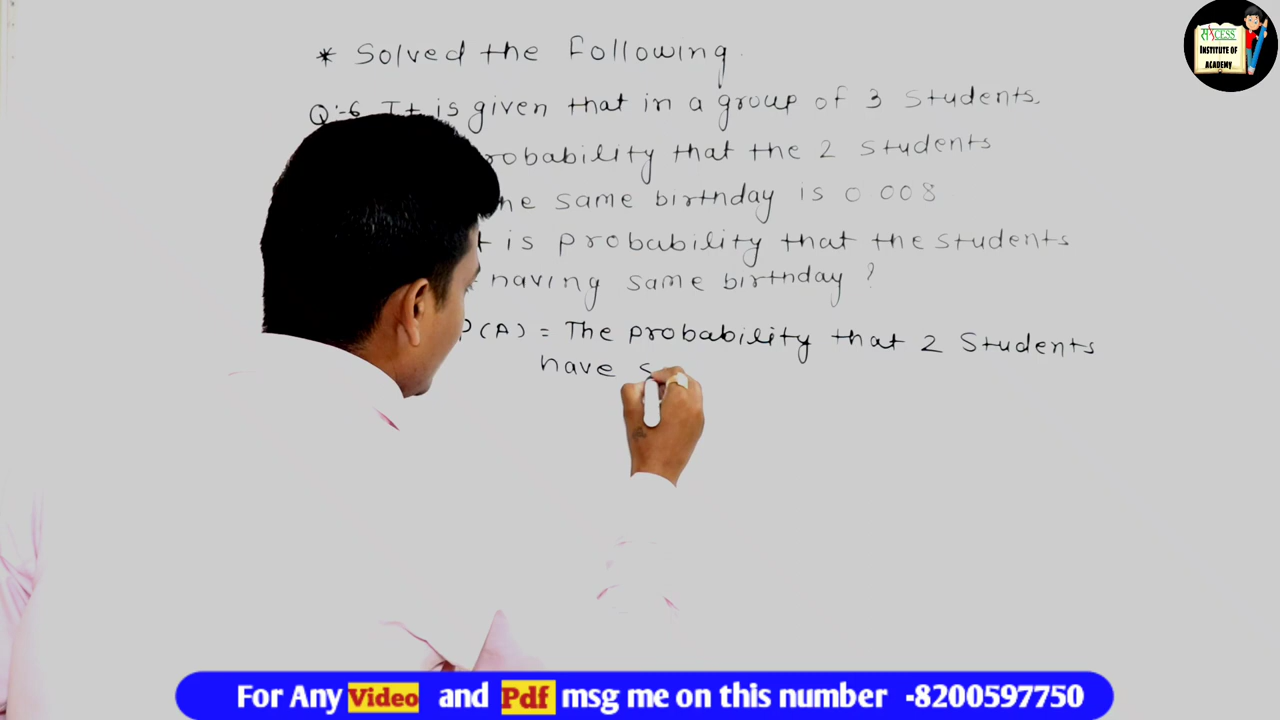 * Solved the following
Q:-6 It is given that in a group of 3 students.
robability that the 2 students
he same birthday is 0.008
t is probability that the students
having same birthday ?
P(A) = The probability that 2 students
have s
સક્સેસ
INSTITUTE OF
ACADEMY
For Any Video and Pdf msg me on this number -8200597750